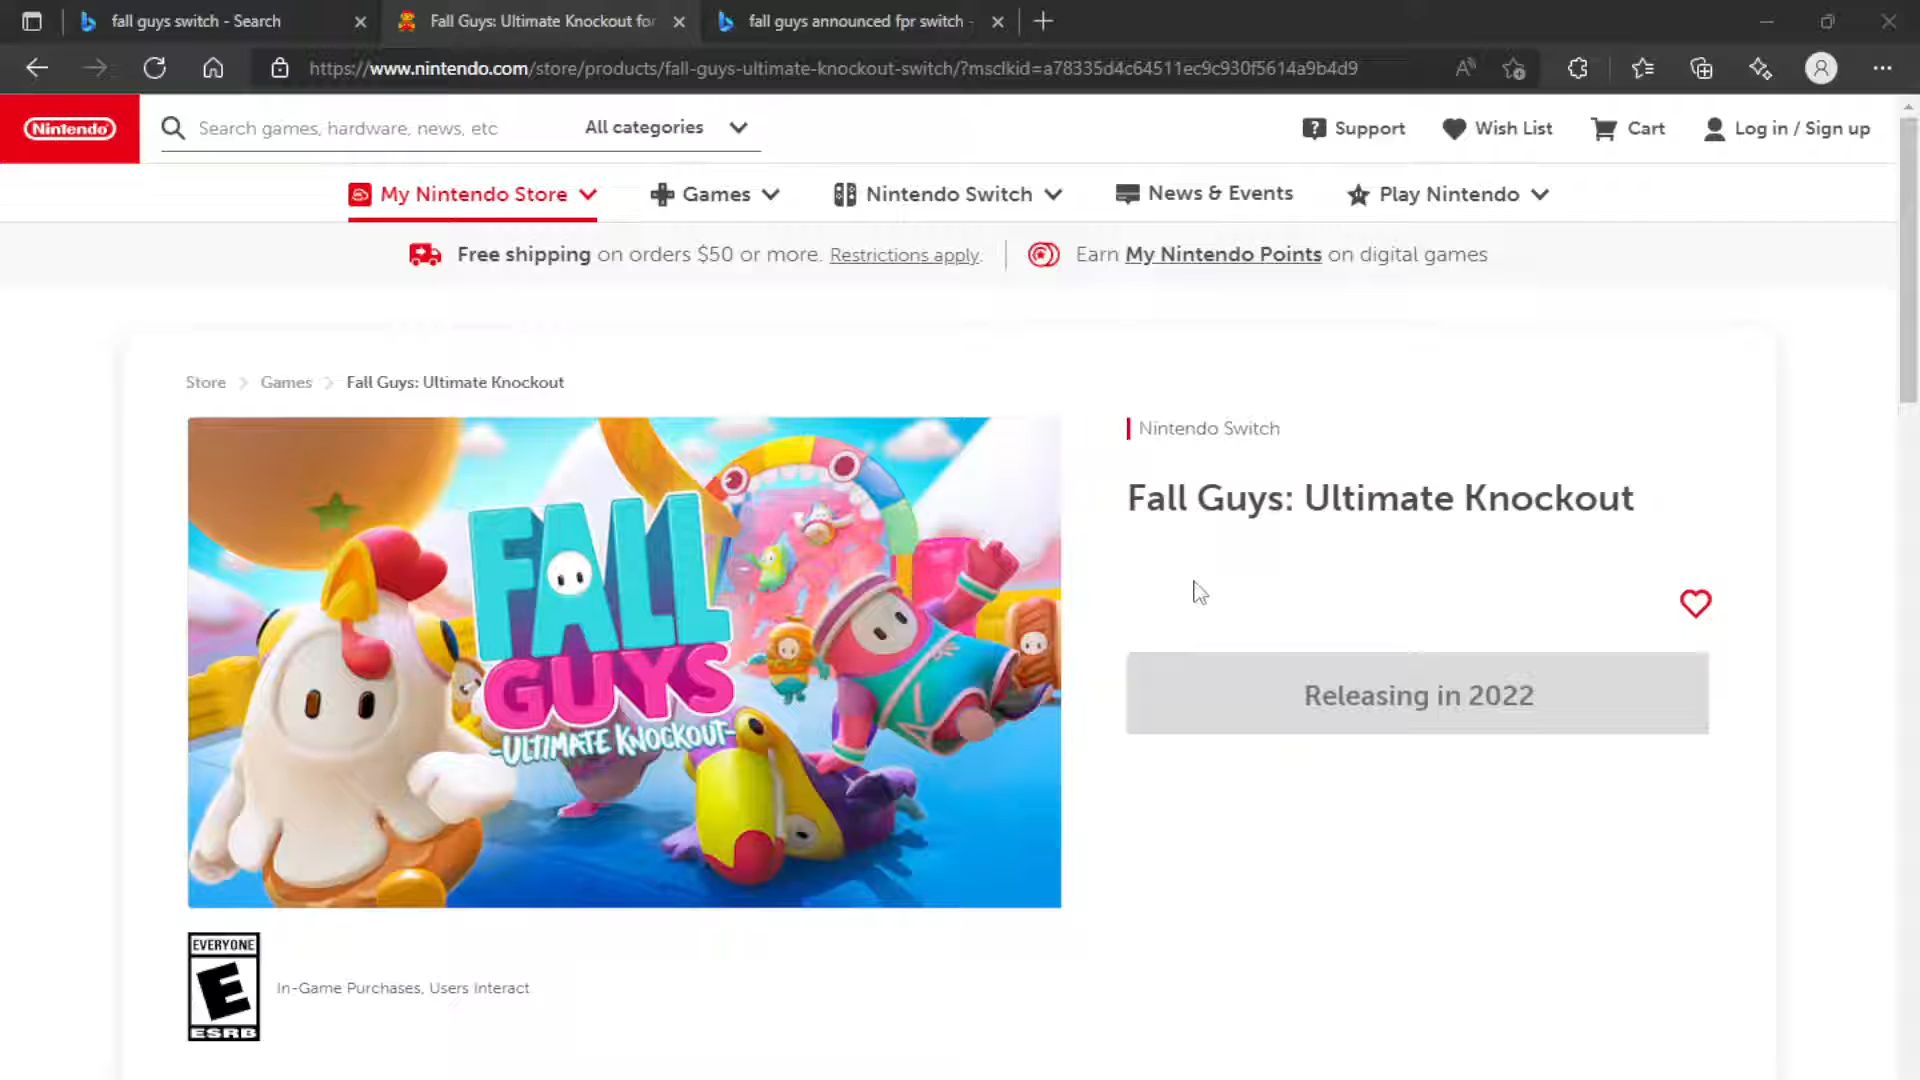 fall guys switch - Search
Fall Guys: Ultimate Knockout for
fall guys announced fpr switch -
https://www.nintendo.com/store/products/fall-guys-ultimate-knockout-switch/?msclkid=a78335d4c64511ec9c930f5614a9b4d9
Nintendo
Search games, hardware, news, etc
All categories
Support
Wish List
Cart
Log in / Sign up
My Nintendo Store
Games
Nintendo Switch
News & Events
Play Nintendo
Free shipping on orders $50 or more. Restrictions apply.
Earn My Nintendo Points on digital games
Store > Games > Fall Guys: Ultimate Knockout
FALL
GUYS
-ULTIMATE KNOCKOUT-
Nintendo Switch
Fall Guys: Ultimate Knockout
Releasing in 2022
EVERYONE
E
ESRB
In-Game Purchases, Users Interact